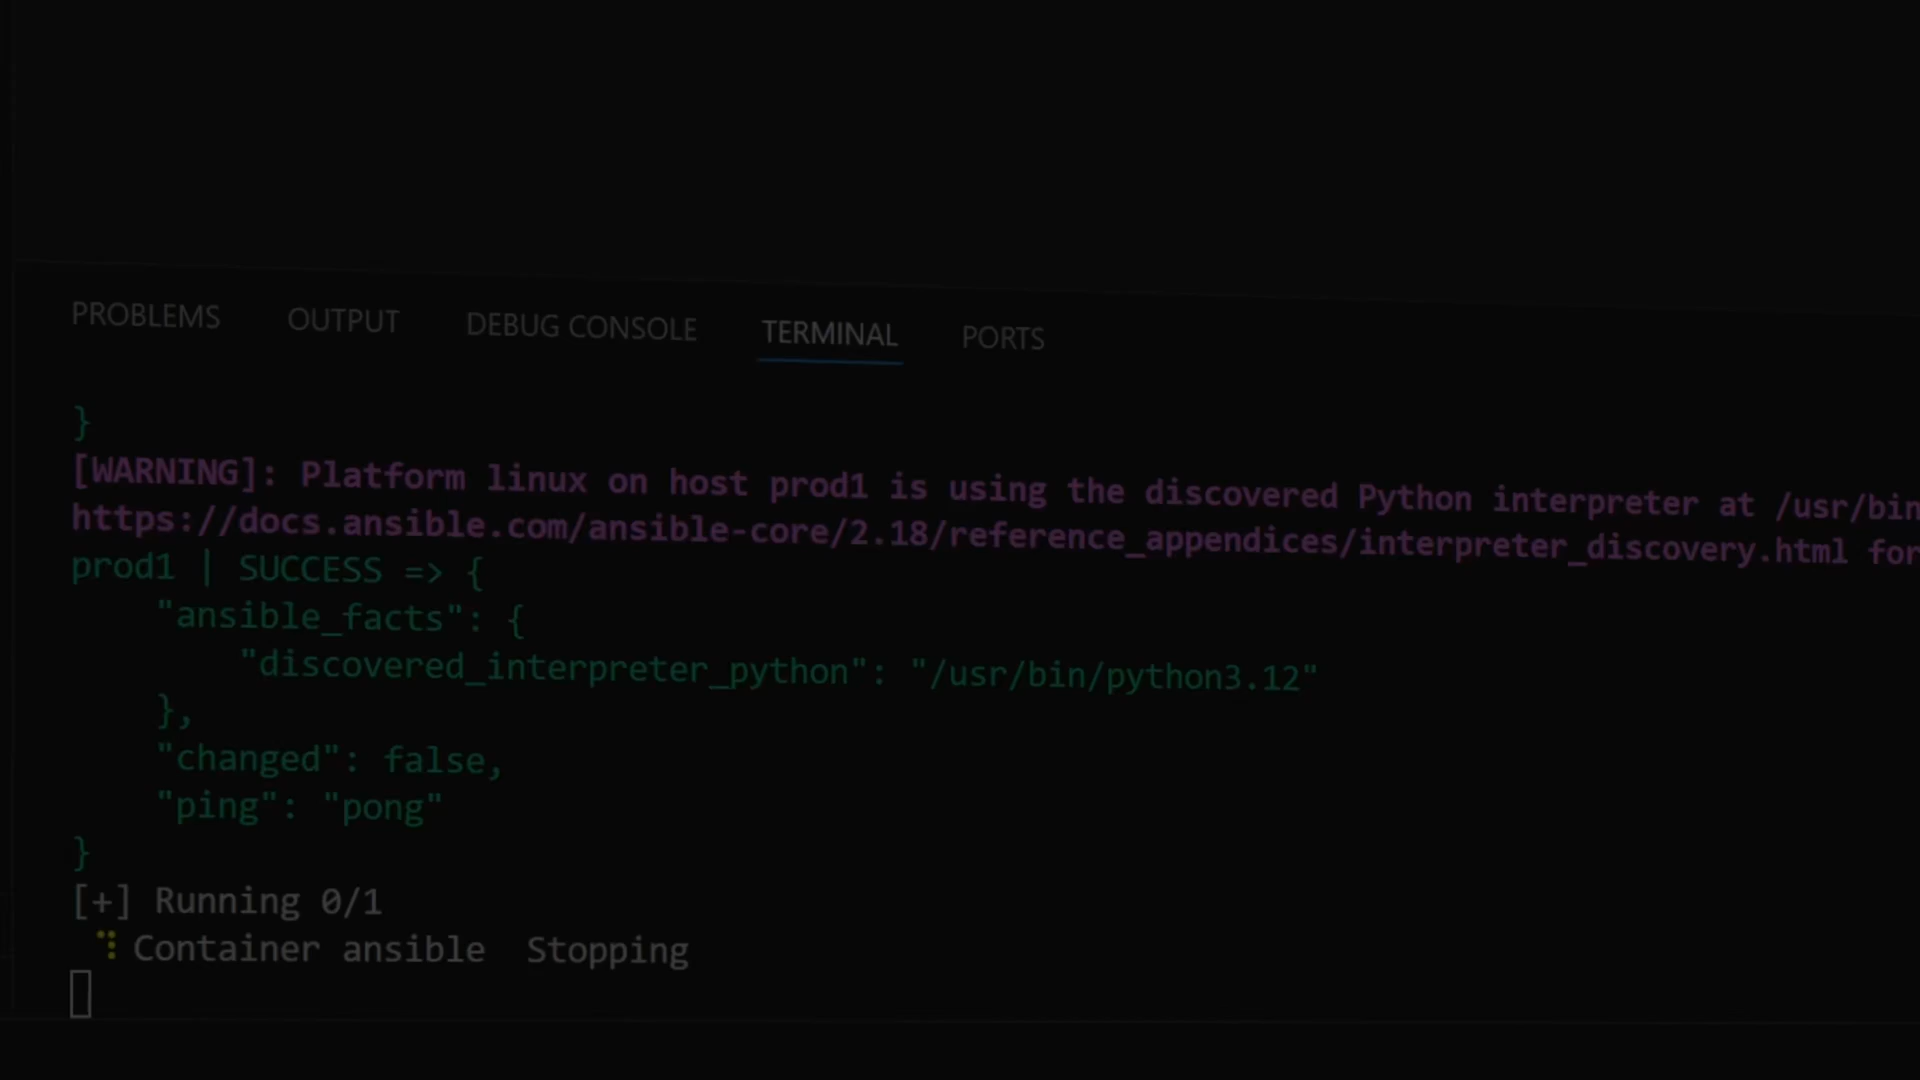 PROBLEMS OUTPUT DEBUG CONSOLE TERMINAL PORTS
}
[WARNING]: Platform linux on host prod1 is using the discovered Python interpreter at /usr/bin
https://docs.ansible.com/ansible-core/2.18/reference_appendices/interpreter_discovery.html for
prod1 | SUCCESS => {
"ansible_facts": {
"discovered_interpreter_python": "/usr/bin/python3.12"
},
"changed": false,
"ping": "pong"
}
[+] Running 0/1
Container ansible Stopping